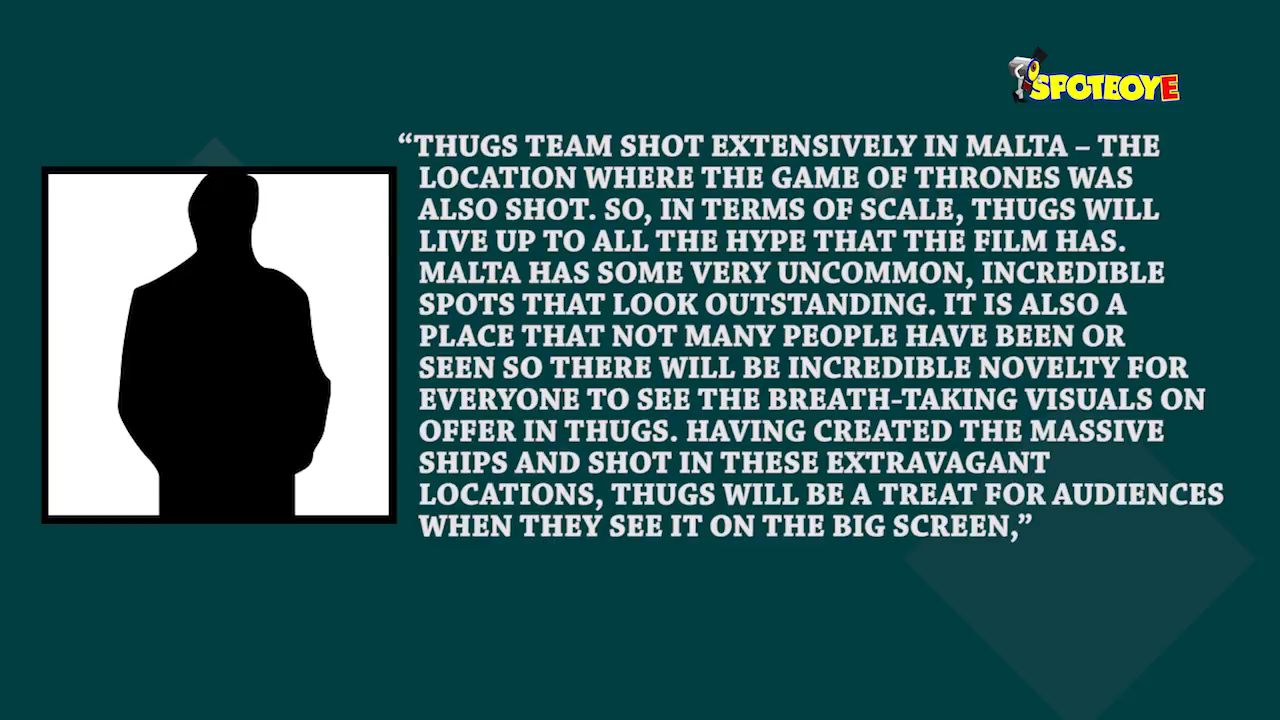 SPOTBOYE
“THUGS TEAM SHOT EXTENSIVELY IN MALTA – THE
LOCATION WHERE THE GAME OF THRONES WAS
ALSO SHOT. SO, IN TERMS OF SCALE, THUGS WILL
LIVE UP TO ALL THE HYPE THAT THE FILM HAS.
MALTA HAS SOME VERY UNCOMMON, INCREDIBLE
SPOTS THAT LOOK OUTSTANDING. IT IS ALSO A
PLACE THAT NOT MANY PEOPLE HAVE BEEN OR
SEEN SO THERE WILL BE INCREDIBLE NOVELTY FOR
EVERYONE TO SEE THE BREATH-TAKING VISUALS ON
OFFER IN THUGS. HAVING CREATED THE MASSIVE
SHIPS AND SHOT IN THESE EXTRAVAGANT
LOCATIONS, THUGS WILL BE A TREAT FOR AUDIENCES
WHEN THEY SEE IT ON THE BIG SCREEN,”